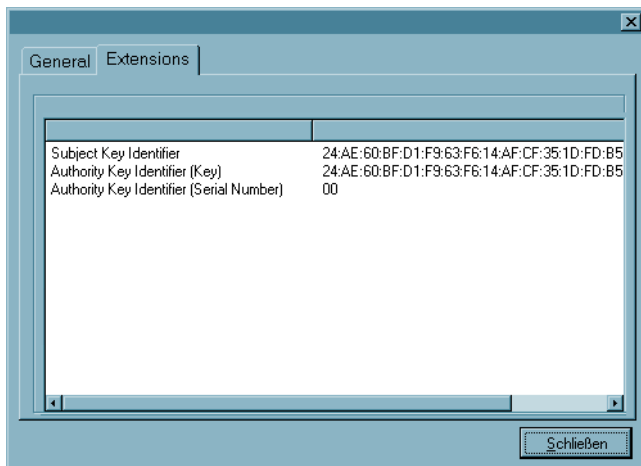 General Extensions
Subject Key Identifier 24:AE:60:BF:D1:F9:63:F6:14:AF:CF:35:1D:FD:B5
Authority Key Identifier (Key) 24:AE:60:BF:D1:F9:63:F6:14:AF:CF:35:1D:FD:B5
Authority Key Identifier (Serial Number) 00
Schließen